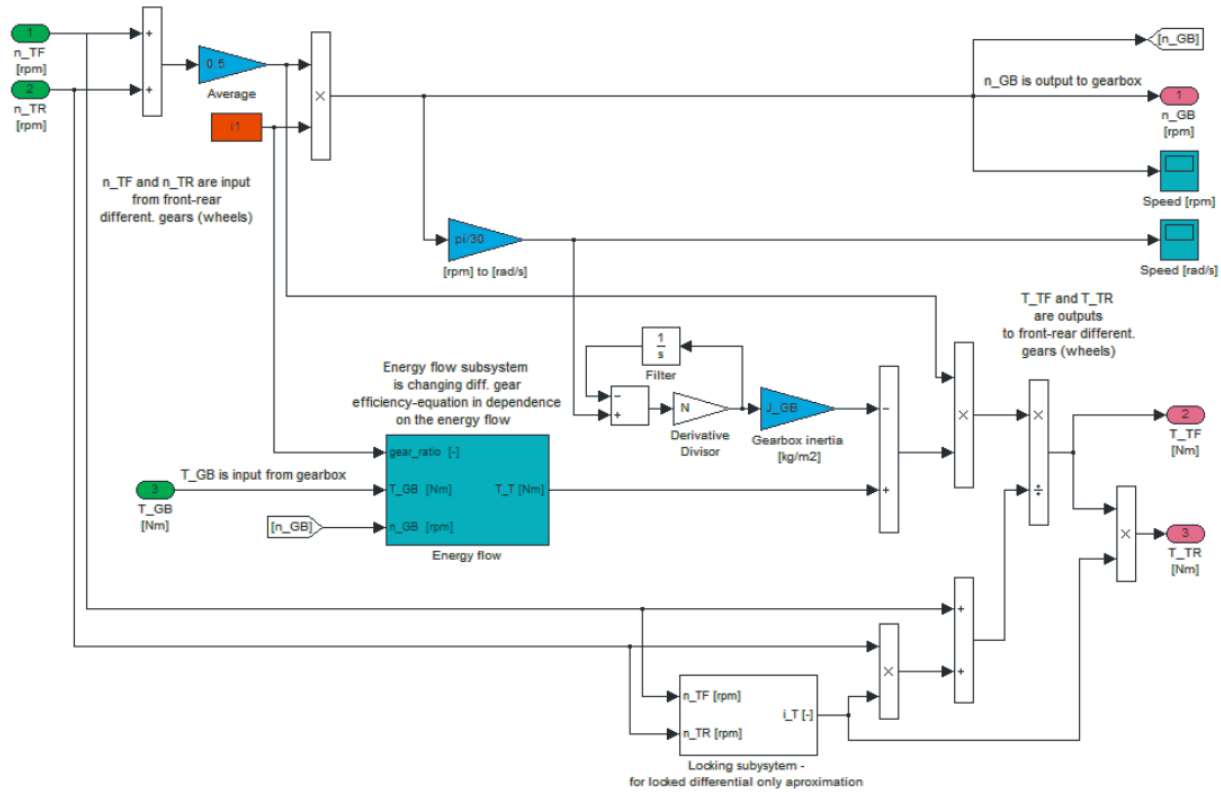 1
n_TF
[rpm]
2
n_TR
[rpm]
+
+
0.5
Average
i1
×
[n_GB]
n_GB is output to gearbox
1
n_GB
[rpm]
Speed [rpm]
n_TF and n_TR are input
from front-rear
different. gears (wheels)
pi/30
[rpm] to [rad/s]
Speed [rad/s]
T_TF and T_TR
are outputs
to front-rear different.
gears (wheels)
1
s
Filter
−
+
N
Derivative
Divisor
J_GB
Gearbox inertia
[kg/m2]
−
+
×
×
÷
2
T_TF
[Nm]
Energy flow subsystem
is changing diff. gear
efficiency-equation in dependence
on the energy flow
gear_ratio [-]
T_GB is input from gearbox
3
T_GB
[Nm]
T_GB [Nm]
T_T [Nm]
[n_GB]
n_GB [rpm]
Energy flow
×
3
T_TR
[Nm]
+
+
×
n_TF [rpm]
i_T [-]
n_TR [rpm]
Locking subysytem -
for locked differential only aproximation